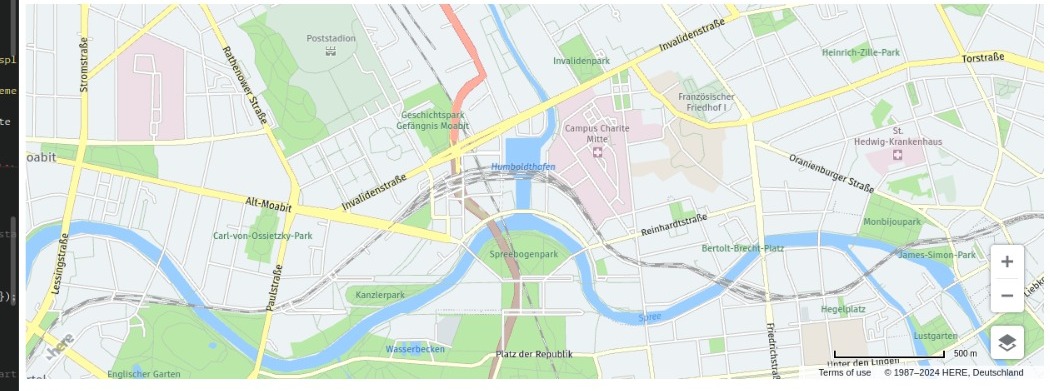 Poststadion
Invalidenstraße
Heinrich-Zille-Park
Torstraße
Stromstraße
Rathenower Straße
Invalidenpark
spl
eme
te
Französischer
Friedhof I
Geschichtspark
Gefängnis Moabit
Campus Charite
Mitte
St.
Hedwig-Krankenhaus
oabit
Humboldthafen
Oranienburger Straße
Invalidenstraße
Alt-Moabit
Reinhardtstraße
Monbijoupark
Carl-von-Ossietzky-Park
Bertolt-Brecht-Platz
sta
Spreebogenpark
James-Simon-Park
Lessingstraße
Paulstraße
Kanzlerpark
});
Hegelplatz
Spree
Lustgarten
here
Wasserbecken
Platz der Republik
Friedrichstraße
500 m
Unter den Linden
art
Englischer Garten
Terms of use
© 1987–2024 HERE, Deutschland